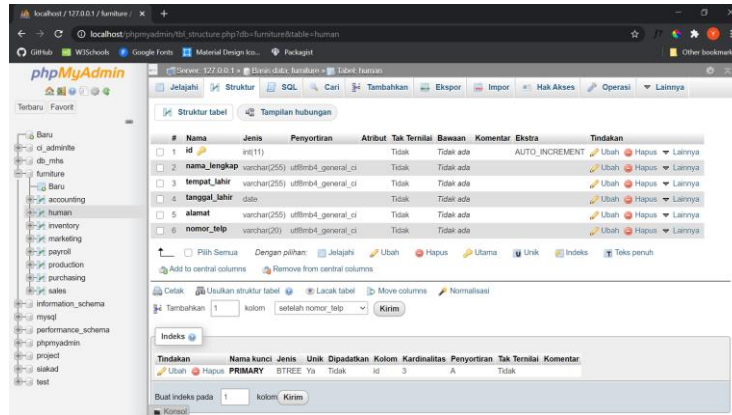 localhost / 127.0.0.1 / furniture /
localhost/phpmyadmin/tbl_structure.php?db=furniture&table=human
GitHub W3Schools Google Fonts Material Design Ico... Packagist Other bookmark
phpMyAdmin
Terbaru Favorit
Baru
ci_adminlte
db_mhs
furniture
Baru
accounting
human
inventory
marketing
payroll
production
purchasing
sales
information_schema
mysql
performance_schema
phpmyadmin
project
siakad
test
Server: 127.0.0.1 » Basis data: furniture » Tabel: human
Jelajahi Struktur SQL Cari Tambahkan Ekspor Impor Hak Akses Operasi Lainnya
Struktur tabel Tampilan hubungan
# Nama Jenis Penyortiran Atribut Tak Ternilai Bawaan Komentar Ekstra Tindakan
1 id int(11) Tidak Tidak ada AUTO_INCREMENT Ubah Hapus Lainnya
2 nama_lengkap varchar(255) utf8mb4_general_ci Tidak Tidak ada Ubah Hapus Lainnya
3 tempat_lahir varchar(255) utf8mb4_general_ci Tidak Tidak ada Ubah Hapus Lainnya
4 tanggal_lahir date Tidak Tidak ada Ubah Hapus Lainnya
5 alamat varchar(255) utf8mb4_general_ci Tidak Tidak ada Ubah Hapus Lainnya
6 nomor_telp varchar(20) utf8mb4_general_ci Tidak Tidak ada Ubah Hapus Lainnya
Pilih Semua Dengan pilihan: Jelajahi Ubah Hapus Utama Unik Indeks Teks penuh
Add to central columns Remove from central columns
Cetak Usulkan struktur tabel Lacak tabel Move columns Normalisasi
Tambahkan 1 kolom setelah nomor_telp Kirim
Indeks
Tindakan Nama kunci Jenis Unik Dipadatkan Kolom Kardinalitas Penyortiran Tak Ternilai Komentar
Ubah Hapus PRIMARY BTREE Ya Tidak id 3 A Tidak
Buat indeks pada 1 kolom Kirim
Konsol